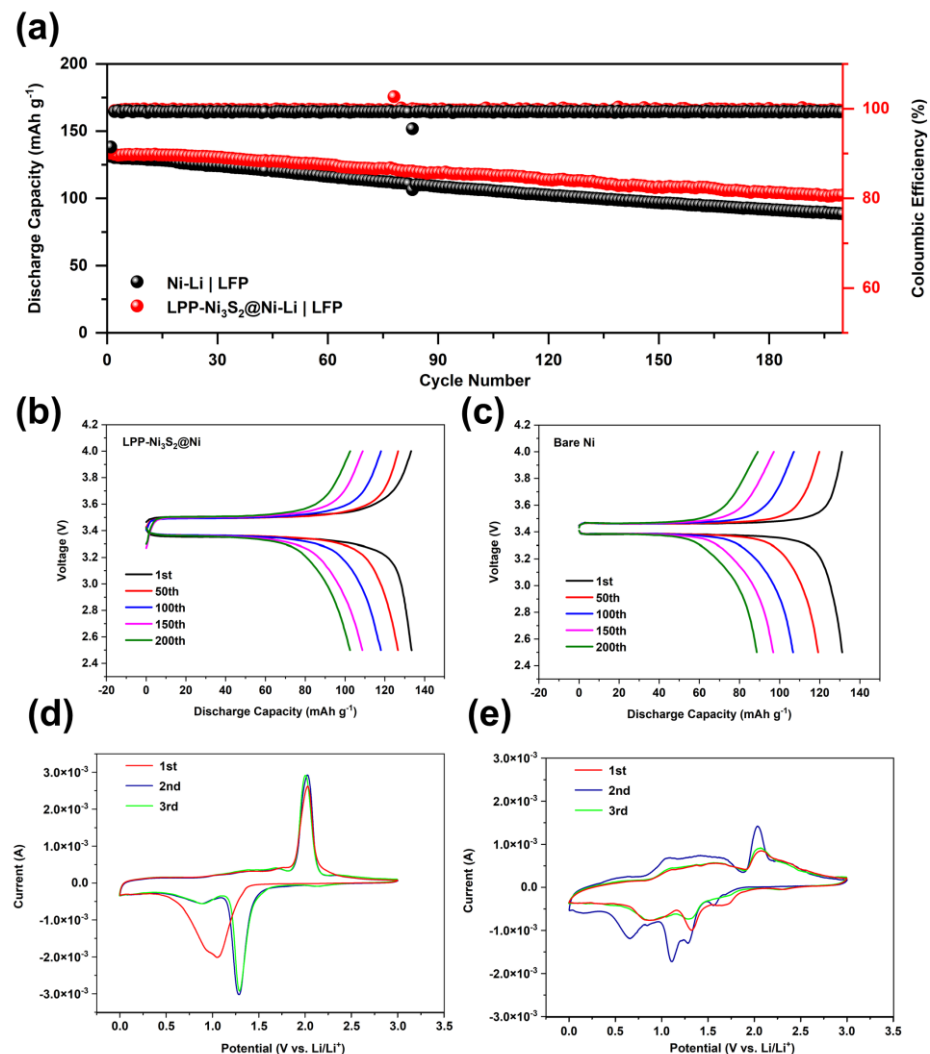 (a)
200
150
100
50
0
Discharge Capacity (mAh g⁻¹)
100
80
60
Coloumbic Efficiency (%)
Ni-Li | LFP
LPP-Ni₃S₂@Ni-Li | LFP
0 30 60 90 120 150 180
Cycle Number
(b)
4.2
4.0
3.8
3.6
3.4
3.2
3.0
2.8
2.6
2.4
Voltage (V)
LPP-Ni₃S₂@Ni
1st
50th
100th
150th
200th
-20 0 20 40 60 80 100 120 140
Discharge Capacity (mAh g⁻¹)
(c)
4.2
4.0
3.8
3.6
3.4
3.2
3.0
2.8
2.6
2.4
Voltage (V)
Bare Ni
1st
50th
100th
150th
200th
-20 0 20 40 60 80 100 120 140
Discharge Capacity (mAh g⁻¹)
(d)
3.0×10⁻³
2.0×10⁻³
1.0×10⁻³
0.0
-1.0×10⁻³
-2.0×10⁻³
-3.0×10⁻³
Current (A)
1st
2nd
3rd
0.0 0.5 1.0 1.5 2.0 2.5 3.0 3.5
Potential (V vs. Li/Li⁺)
(e)
3.0×10⁻³
2.0×10⁻³
1.0×10⁻³
0.0
-1.0×10⁻³
-2.0×10⁻³
-3.0×10⁻³
Current (A)
1st
2nd
3rd
0.0 0.5 1.0 1.5 2.0 2.5 3.0 3.5
Potential (V vs. Li/Li⁺)